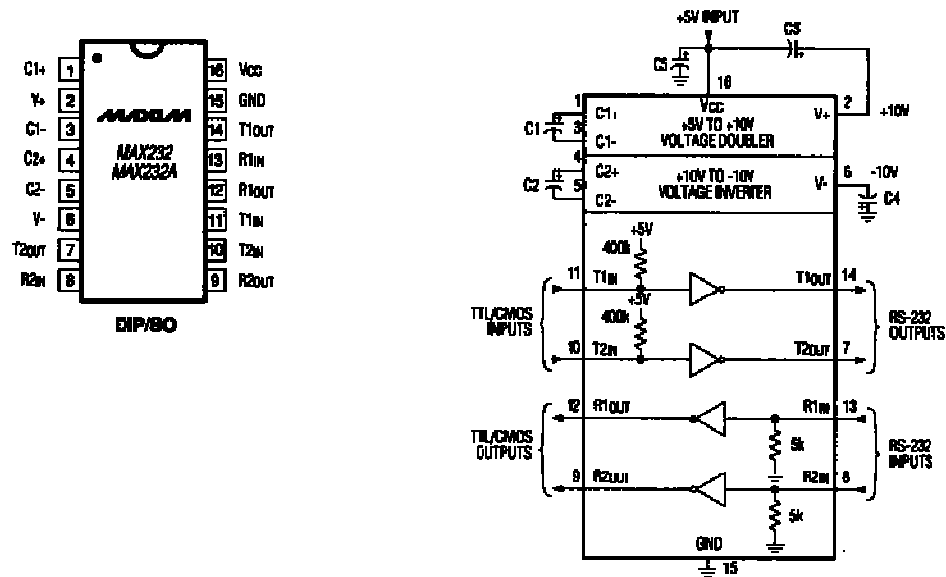 C1+ 1 16 VCC
V+ 2 15 GND
C1- 3 14 T1OUT
C2+ 4 13 R1IN
C2- 5 12 R1OUT
V- 6 11 T1IN
T2OUT 7 10 T2IN
R2IN 8 9 R2OUT
MAXIM
MAX232
MAX232A
DIP/SO
+5V INPUT
C3
C5
16
1 VCC 2
C1+ +5V TO +10V V+ +10V
C1 3 VOLTAGE DOUBLER
C1-
4
C2+ +10V TO -10V 6 -10V
C2 5 VOLTAGE INVERTER V-
C2- C4
+5V
400k
11 T1IN T1OUT 14
+5V
TTL/CMOS
INPUTS
400k
RS-232
OUTPUTS
10 T2IN T2OUT 7
12 R1OUT R1IN 13
TTL/CMOS
OUTPUTS
5k
RS-232
INPUTS
9 R2OUT R2IN 8
5k
GND
15